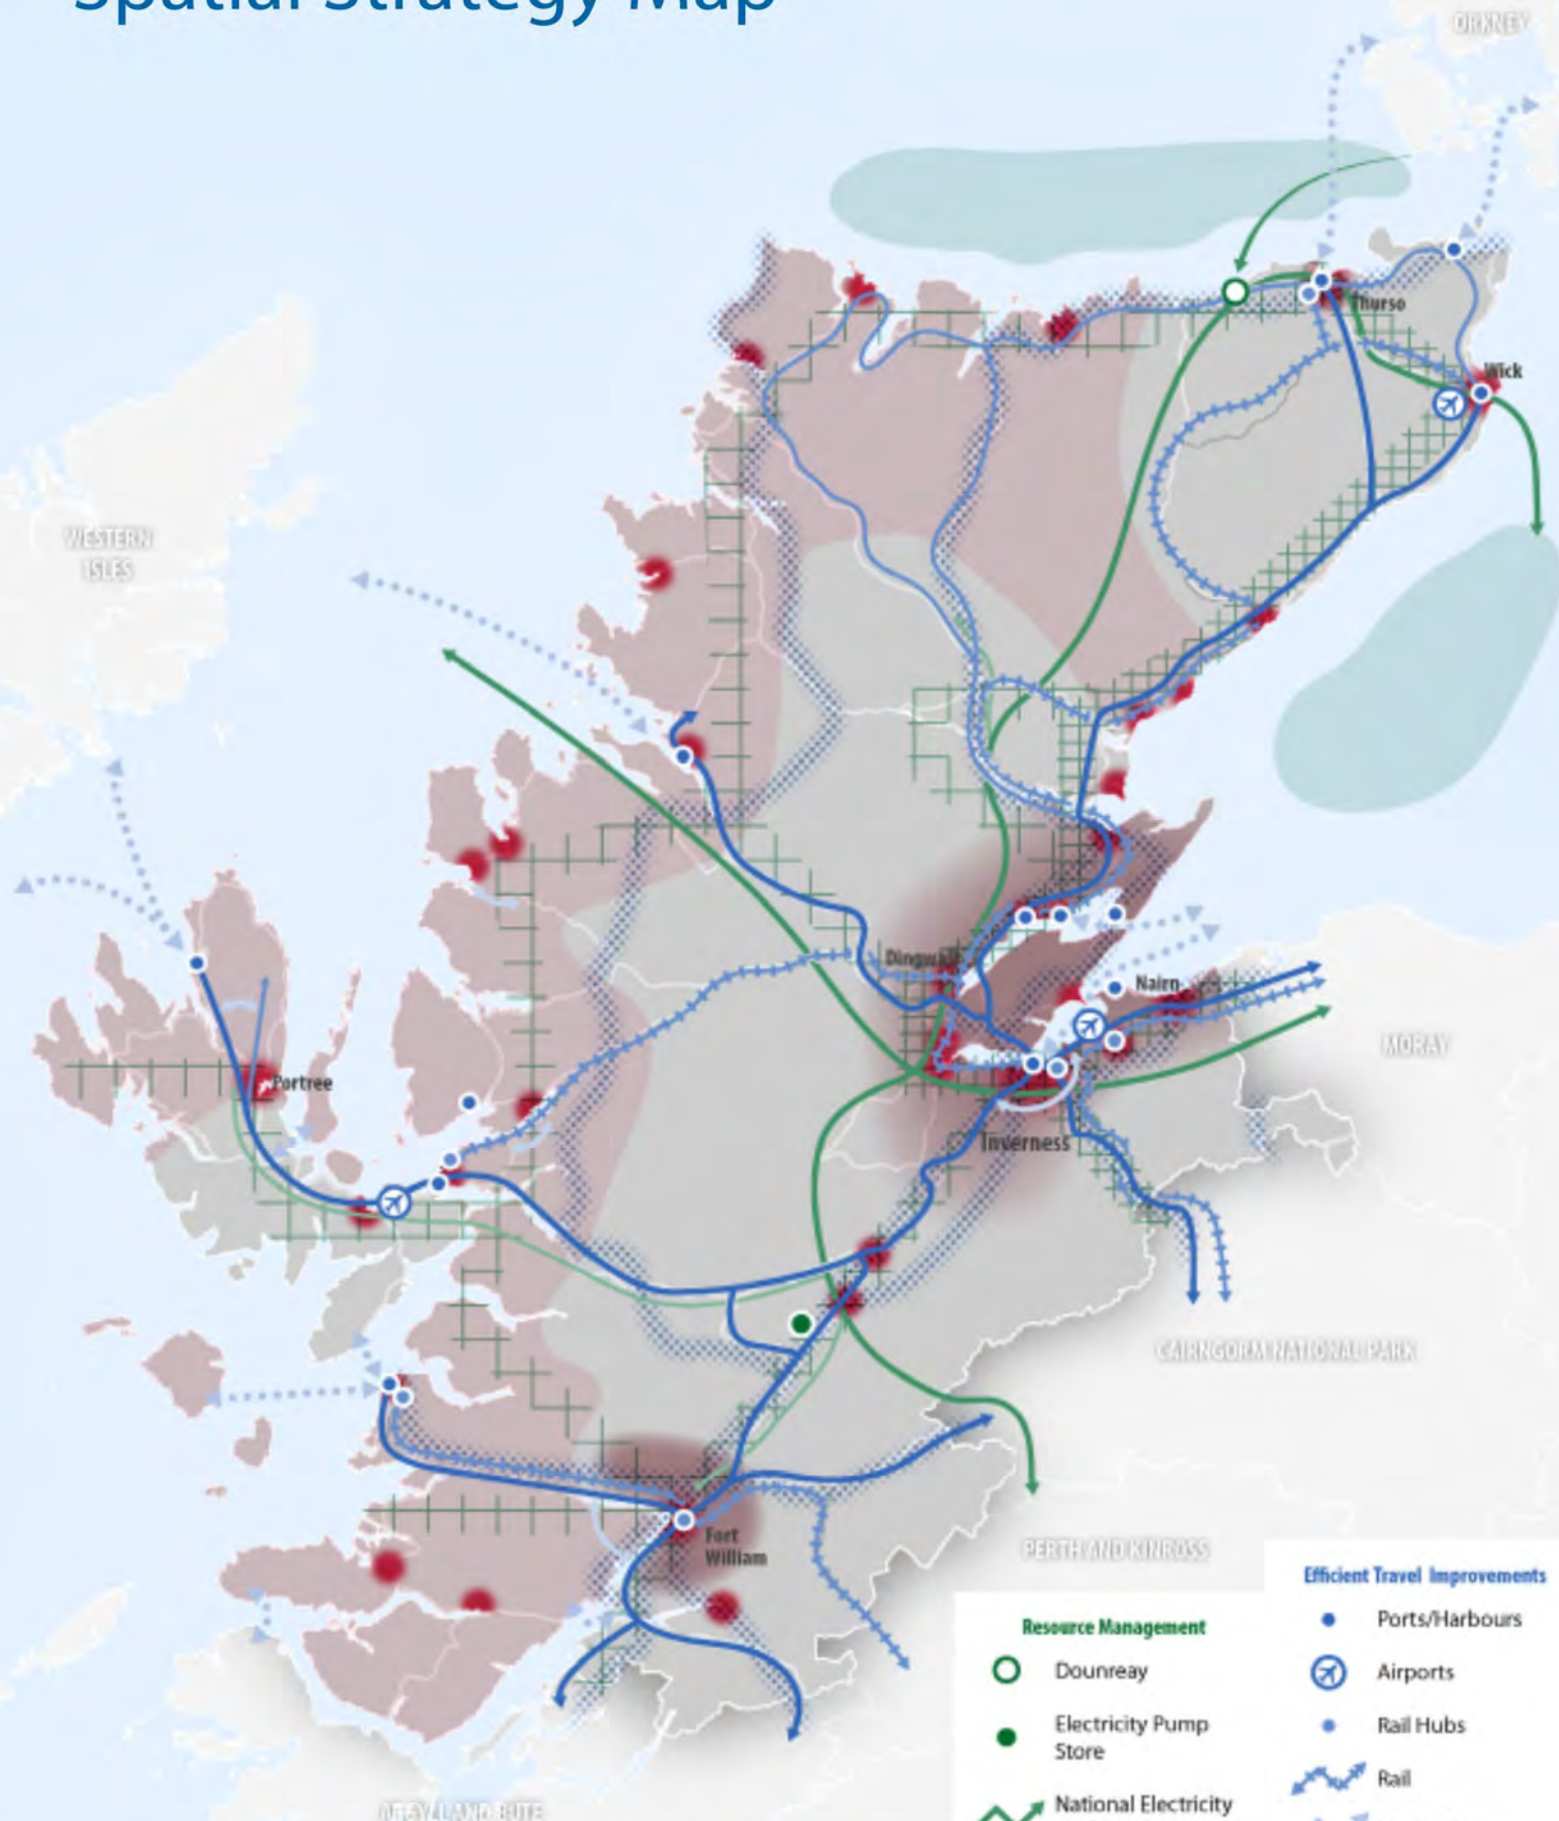 Spatial Strategy Map
ORKNEY
Thurso
Wick
WESTERN
ISLES
Dingwall
Nairn
MORAY
Portree
Inverness
CAIRNGORM NATIONAL PARK
Fort
William
PERTH AND KINROSS
Efficient Travel Improvements
Ports/Harbours
Airports
Rail Hubs
Rail
Resource Management
Dounreay
Electricity Pump
Store
National Electricity
ARGYLL AND BUTE